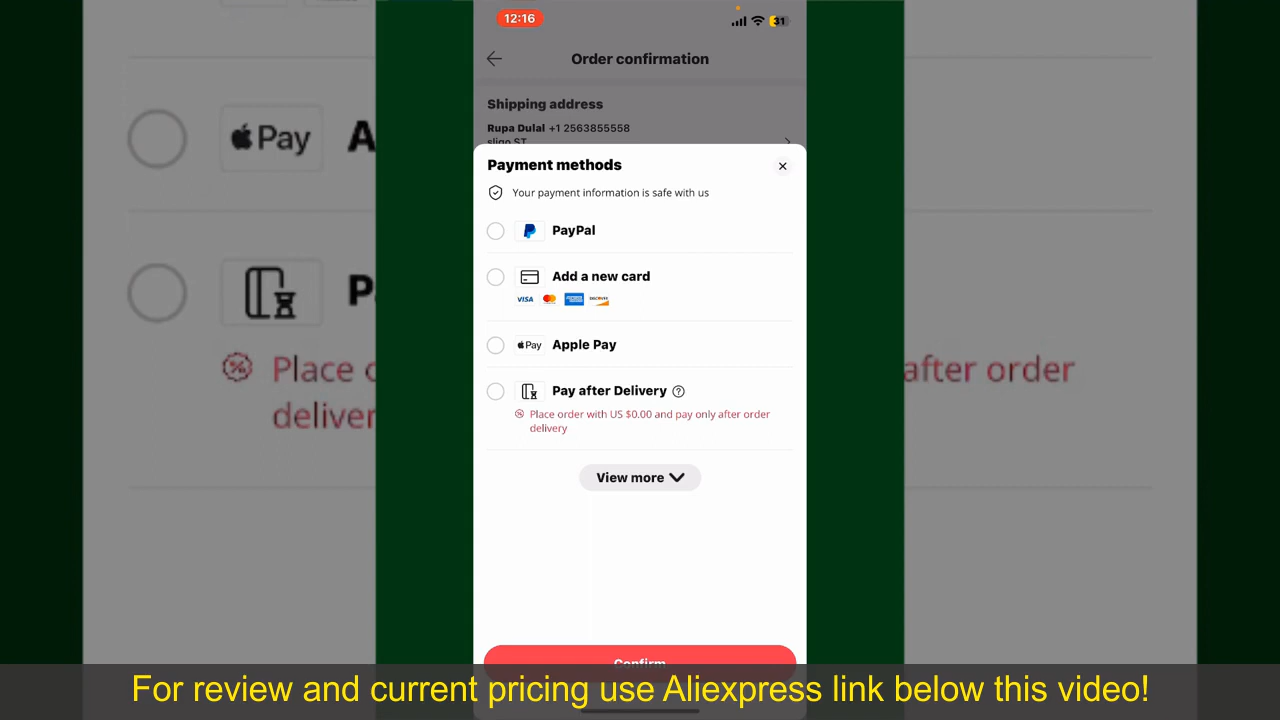 12:16
31
Order confirmation
Shipping address
Rupa Dulal +1 2563855558
sligo ST
Payment methods
Your payment information is safe with us
PayPal
Add a new card
VISA
DISCOVER
Pay
Apple Pay
Pay after Delivery
Place order with US $0.00 and pay only after order
delivery
View more
Confirm
Pay A
P
Place o
after order
deliver
For review and current pricing use Aliexpress link below this video!